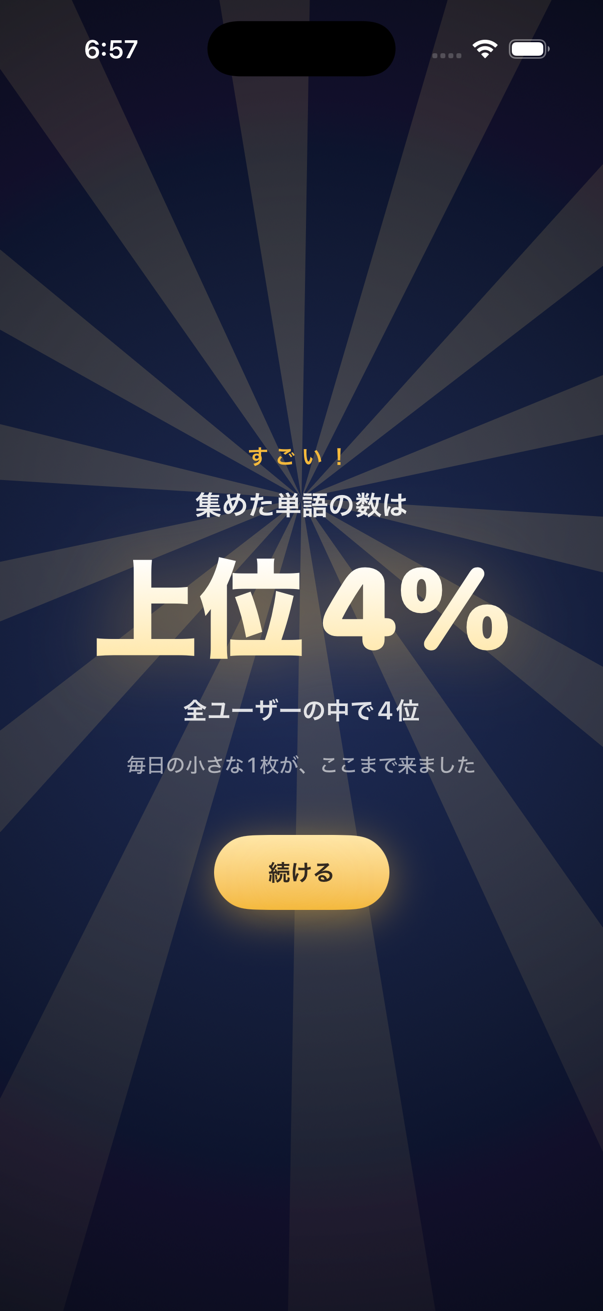 6:57
すごい！
集めた単語の数は
上位4%
全ユーザーの中で4位
毎日の小さな1枚が、ここまで来ました
続ける